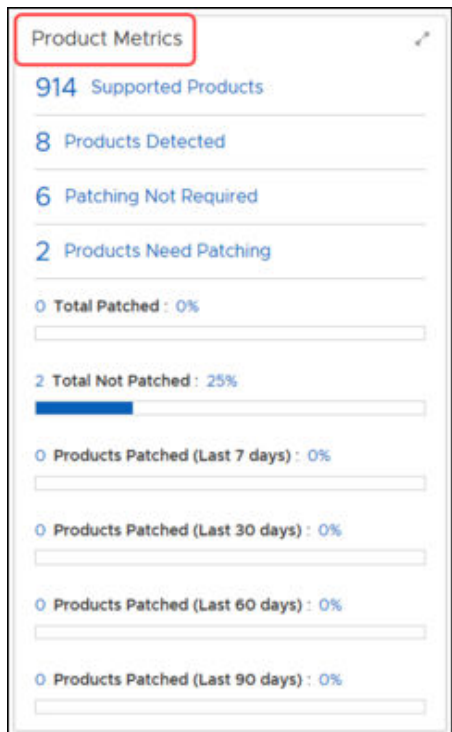 Product Metrics
914 Supported Products
8 Products Detected
6 Patching Not Required
2 Products Need Patching
0 Total Patched : 0%
2 Total Not Patched : 25%
0 Products Patched (Last 7 days) : 0%
0 Products Patched (Last 30 days) : 0%
0 Products Patched (Last 60 days) : 0%
0 Products Patched (Last 90 days) : 0%